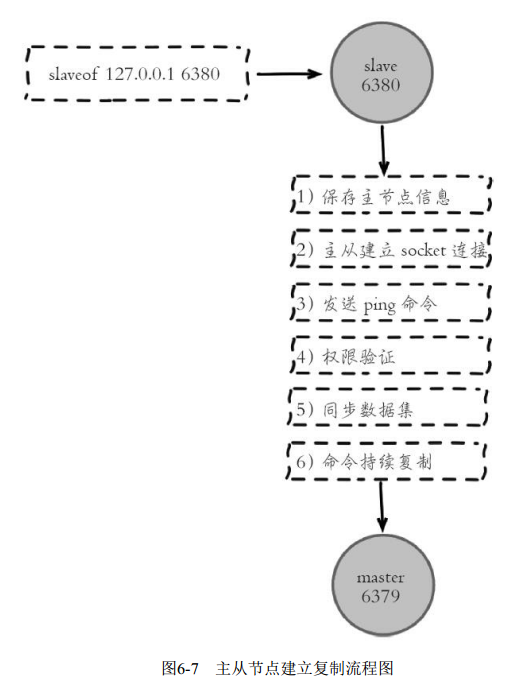 slaveof 127.0.0.1 6380
slave
6380
1) 保存主节点信息
2) 主从建立 socket 连接
3) 发送 ping 命令
4) 权限验证
5) 同步数据集
6) 命令持续复制
master
6379
图6-7 主从节点建立复制流程图